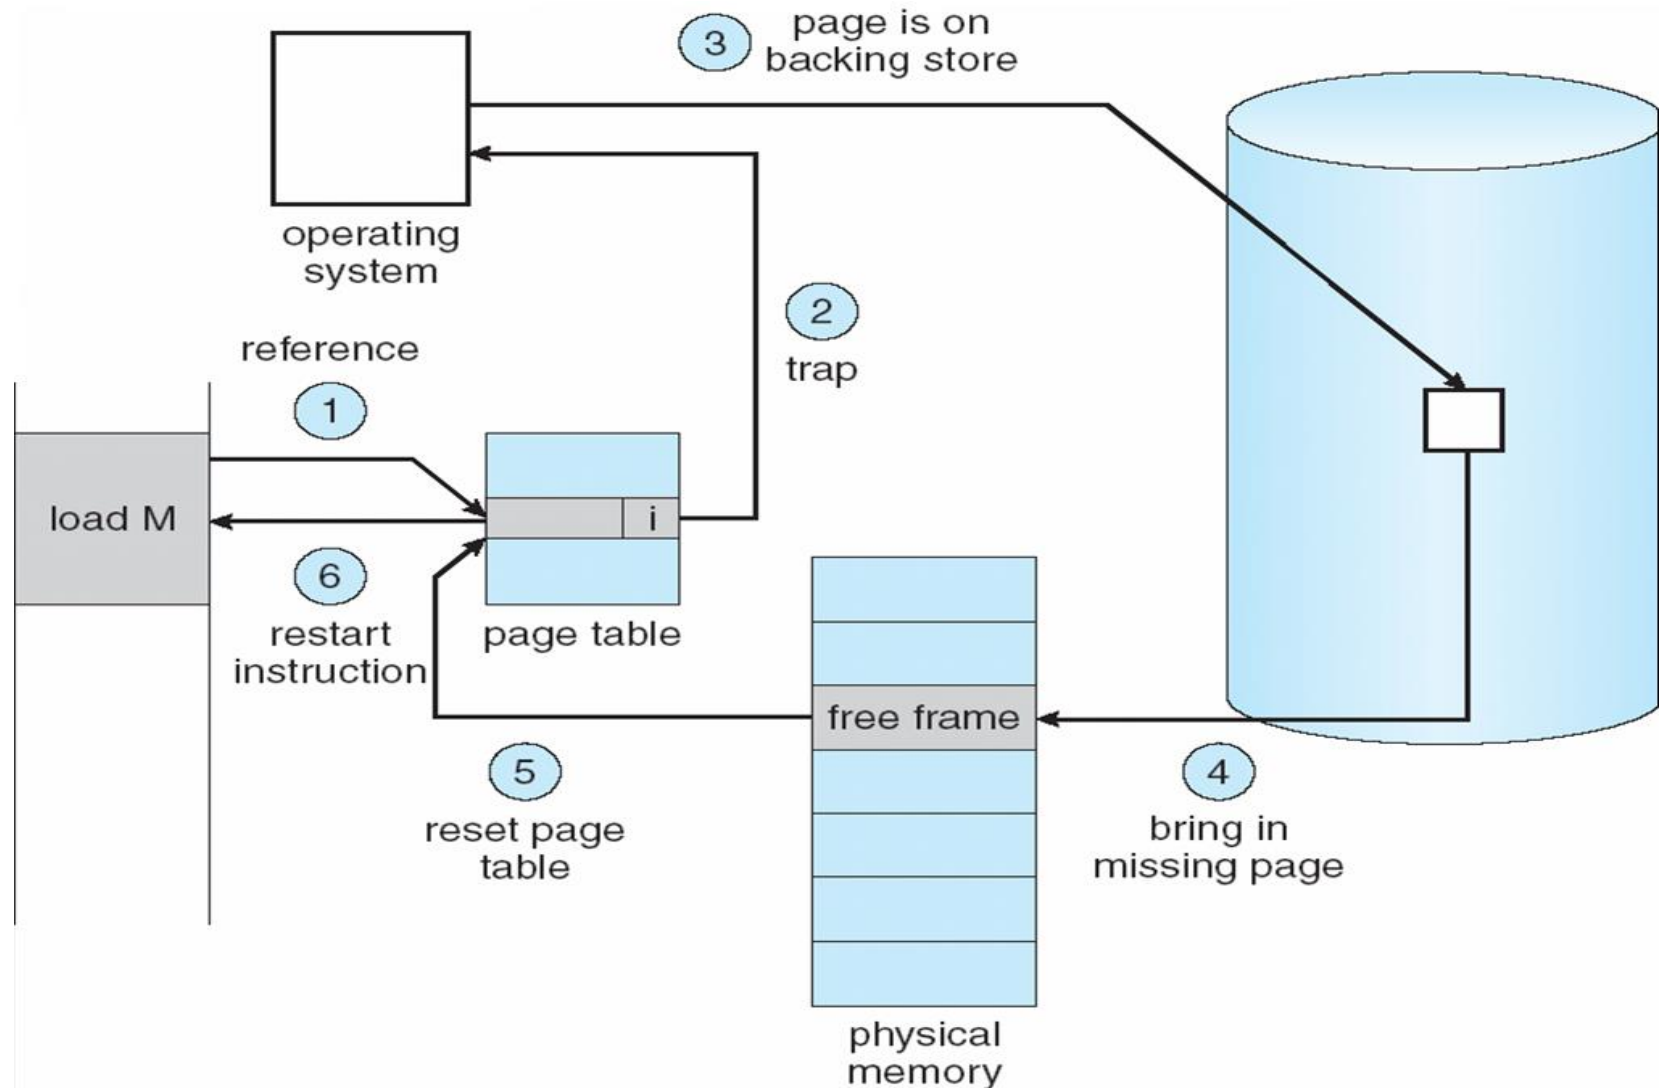 3
page is on
backing store
operating
system
2
trap
reference
1
load M
i
6
restart
instruction
page table
free frame
5
reset page
table
4
bring in
missing page
physical
memory